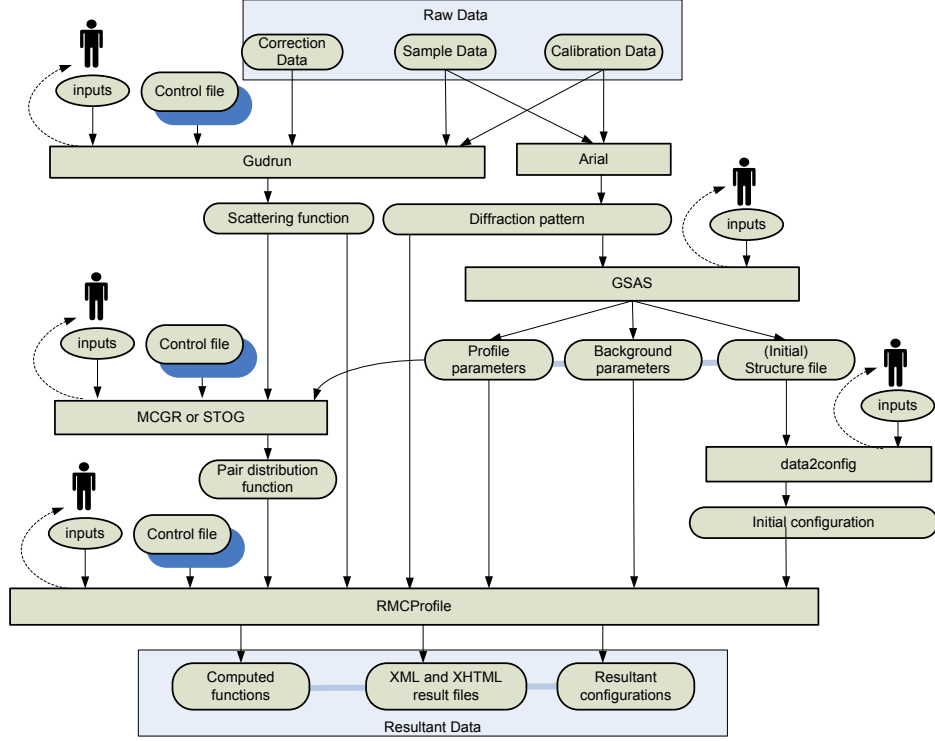 Raw Data
Correction
Data
Sample Data
Calibration Data
inputs
Control file
Gudrun
Arial
Scattering function
Diffraction pattern
inputs
GSAS
inputs
Control file
Profile
parameters
Background
parameters
(Initial)
Structure file
inputs
MCGR or STOG
data2config
Pair distribution
function
Initial configuration
inputs
Control file
RMCProfile
Computed
functions
XML and XHTML
result files
Resultant
configurations
Resultant Data